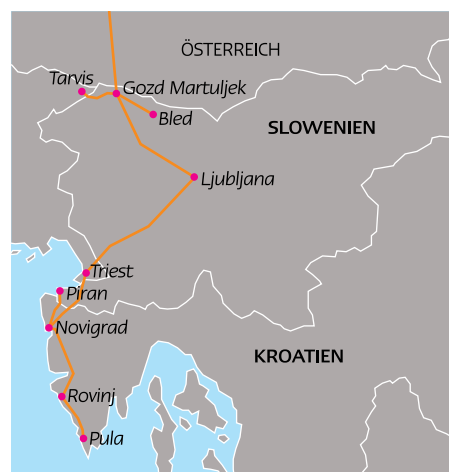 ÖSTERREICH
Tarvis
Gozd Martuljek
Bled
SLOWENIEN
Ljubljana
Triest
Piran
Novigrad
KROATIEN
Rovinj
Pula